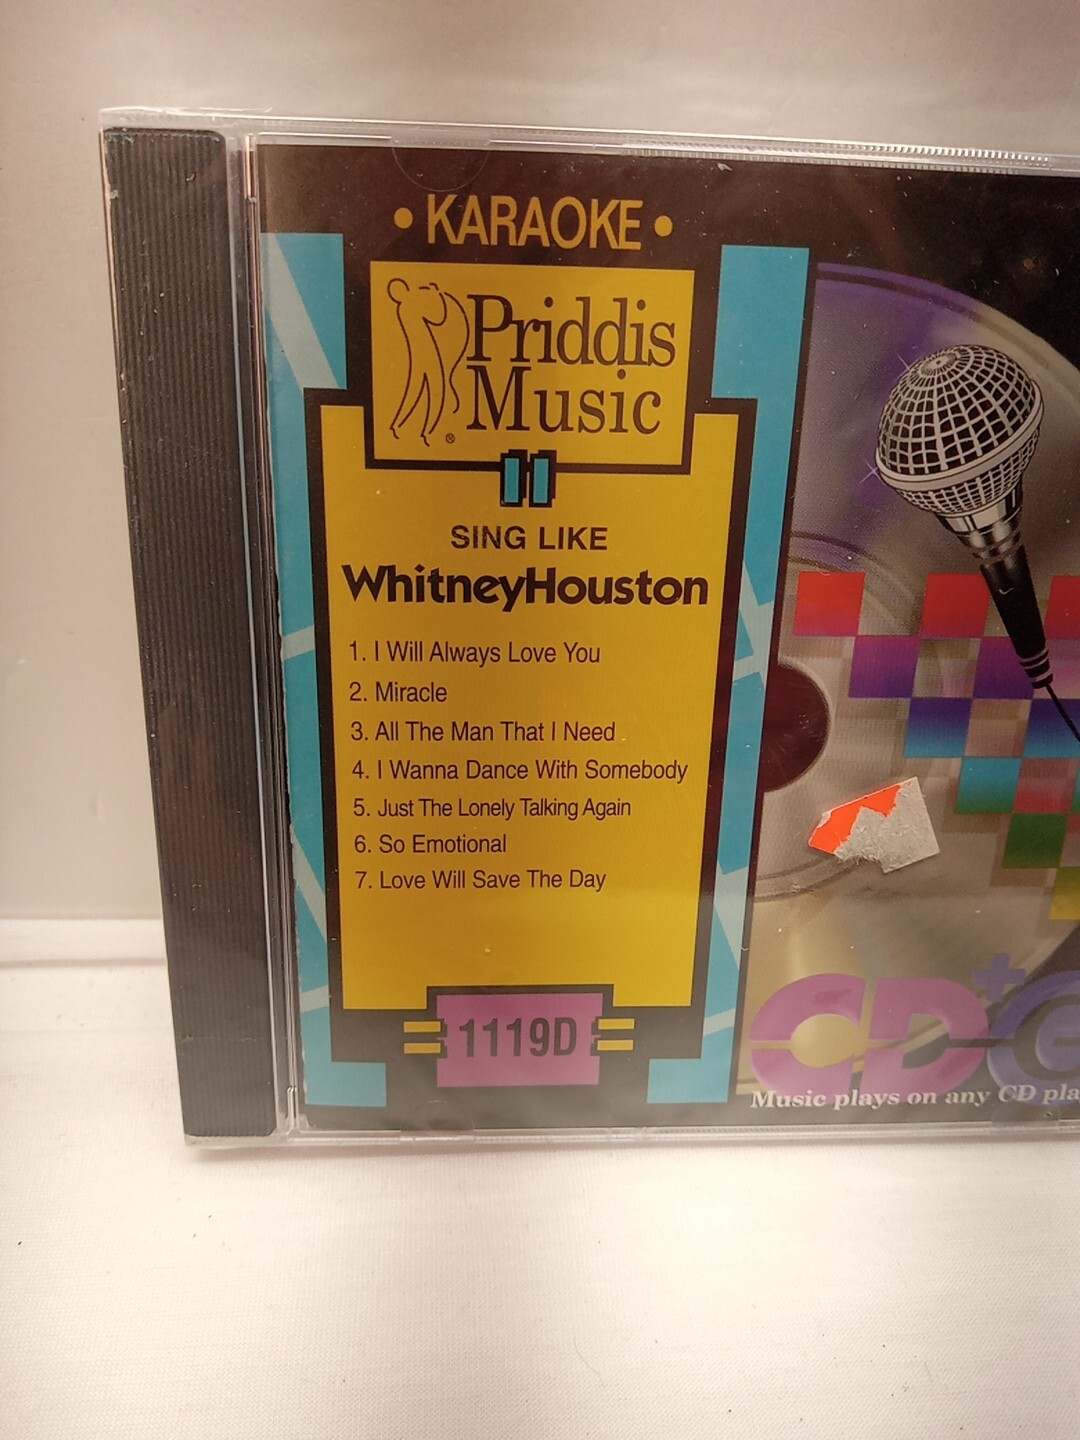 • KARAOKE •
Priddis
Music
®
SING LIKE
WhitneyHouston
1. I Will Always Love You
2. Miracle
3. All The Man That I Need
4. I Wanna Dance With Somebody
5. Just The Lonely Talking Again
6. So Emotional
7. Love Will Save The Day
1119D
CD+G
Music plays on any CD